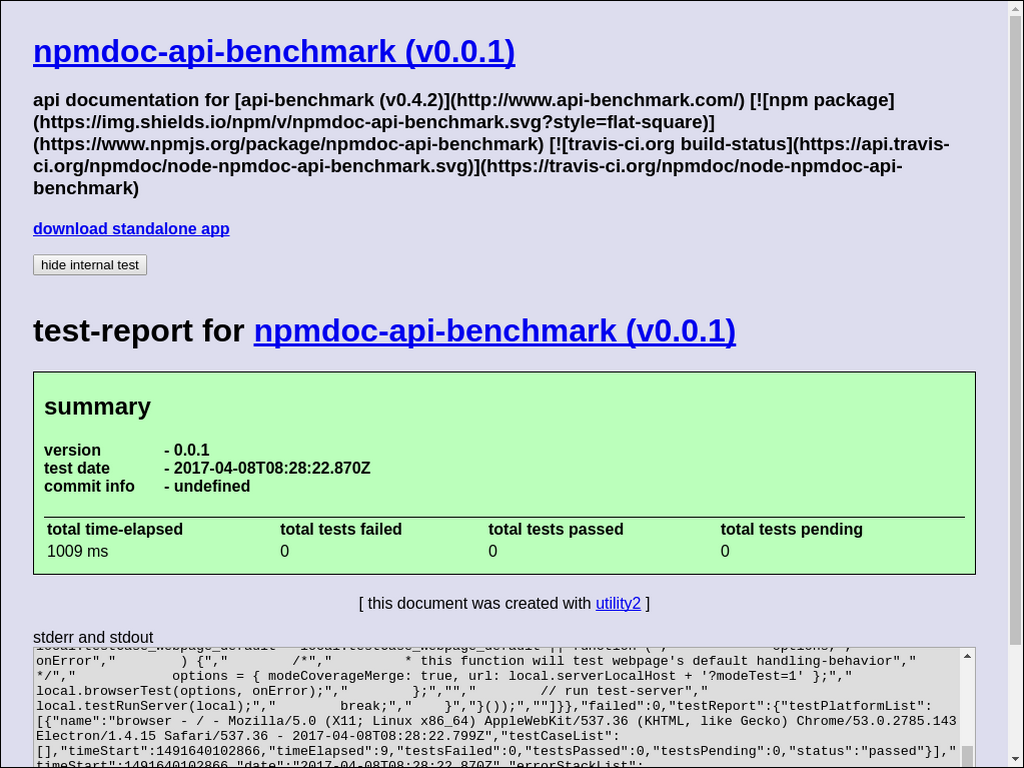 npmdoc-api-benchmark (v0.0.1)
api documentation for [api-benchmark (v0.4.2)](http://www.api-benchmark.com/) [![npm package]
(https://img.shields.io/npm/v/npmdoc-api-benchmark.svg?style=flat-square)]
(https://www.npmjs.org/package/npmdoc-api-benchmark) [![travis-ci.org build-status](https://api.travis-
ci.org/npmdoc/node-npmdoc-api-benchmark.svg)](https://travis-ci.org/npmdoc/node-npmdoc-api-
benchmark)
download standalone app
hide internal test
test-report for npmdoc-api-benchmark (v0.0.1)
summary
version - 0.0.1
test date - 2017-04-08T08:28:22.870Z
commit info - undefined
total time-elapsed total tests failed total tests passed total tests pending
1009 ms 0 0 0
[ this document was created with utility2 ]
stderr and stdout
onError"," ) {"," /*"," * this function will test webpage's default handling-behavior","
*/"," options = { modeCoverageMerge: true, url: local.serverLocalHost + '?modeTest=1' };","
local.browserTest(options, onError);"," };",""," // run test-server","
local.testRunServer(local);"," break;"," }","}());",""]}},"failed":0,"testReport":{"testPlatformList":
[{"name":"browser - / - Mozilla/5.0 (X11; Linux x86_64) AppleWebKit/537.36 (KHTML, like Gecko) Chrome/53.0.2785.143
Electron/1.4.15 Safari/537.36 - 2017-04-08T08:28:22.799Z","testCaseList":
[],"timeStart":1491640102866,"timeElapsed":9,"testsFailed":0,"testsPassed":0,"testsPending":0,"status":"passed"}],"
timeStart":1491640102866,"date":"2017-04-08T08:28:22.870Z","errorStackList":